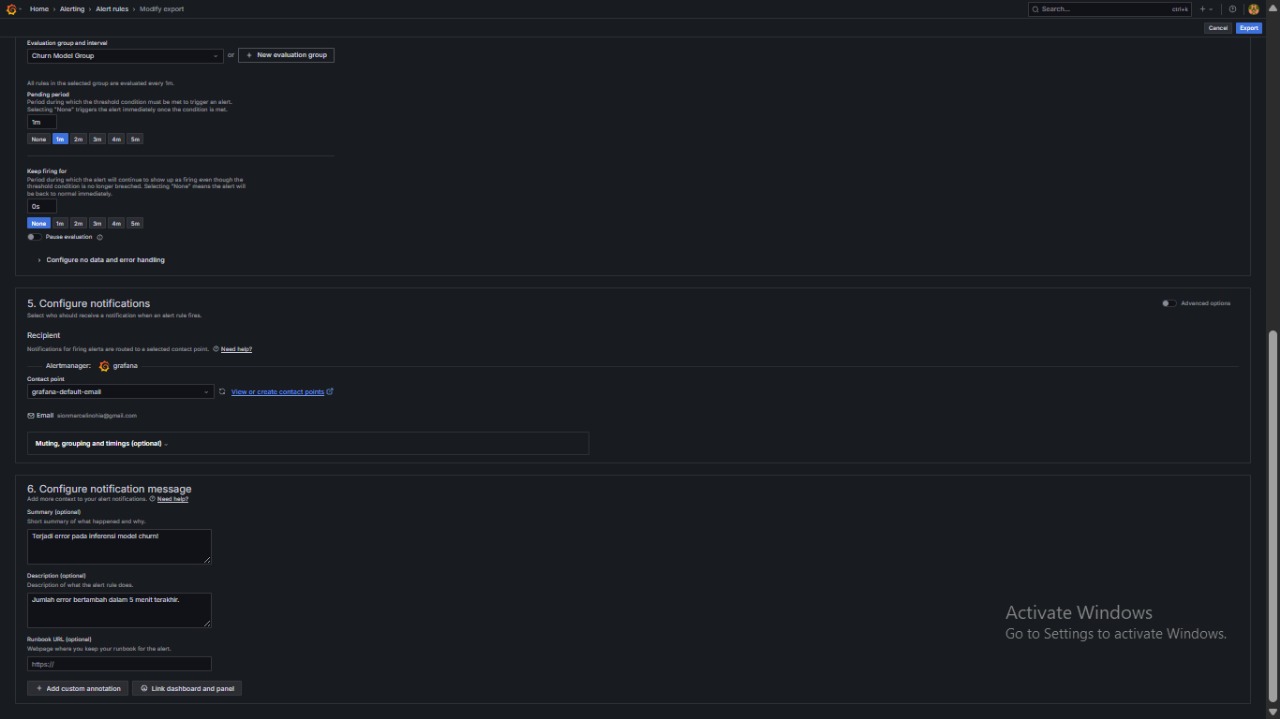 Home › Alerting › Alert rules › Modify export
Search... ctrl+k
Cancel Export
Evaluation group and interval
Churn Model Group or + New evaluation group
All rules in the selected group are evaluated every 1m.
Pending period
Period during which the threshold condition must be met to trigger an alert.
Selecting "None" triggers the alert immediately once the condition is met.
1m
None 1m 2m 3m 4m 5m
Keep firing for
Period during which the alert will continue to show up as firing even though the
threshold condition is no longer breached. Selecting "None" means the alert will
be back to normal immediately.
0s
None 1m 2m 3m 4m 5m
Pause evaluation
Configure no data and error handling
5. Configure notifications
Advanced options
Select who should receive a notification when an alert rule fires.
Recipient
Notifications for firing alerts are routed to a selected contact point. Need help?
Alertmanager: grafana
Contact point
grafana-default-email View or create contact points
Email
Muting, grouping and timings (optional)
6. Configure notification message
Add more context to your alert notifications. Need help?
Summary (optional)
Short summary of what happened and why.
Terjadi error pada inferensi model churn!
Description (optional)
Description of what the alert rule does.
Jumlah error bertambah dalam 5 menit terakhir.
Runbook URL (optional)
Webpage where you keep your runbook for the alert.
https://
+ Add custom annotation Link dashboard and panel
Activate Windows
Go to Settings to activate Windows.